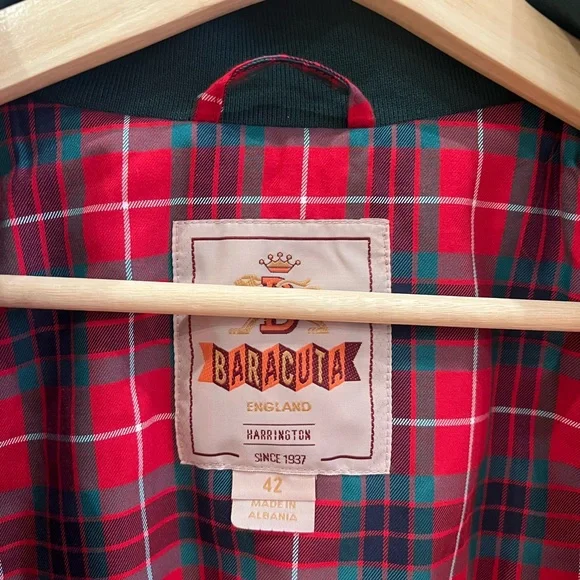 B
BARACUTA
ENGLAND
HARRINGTON
SINCE 1937
42
MADE IN
ALBANIA